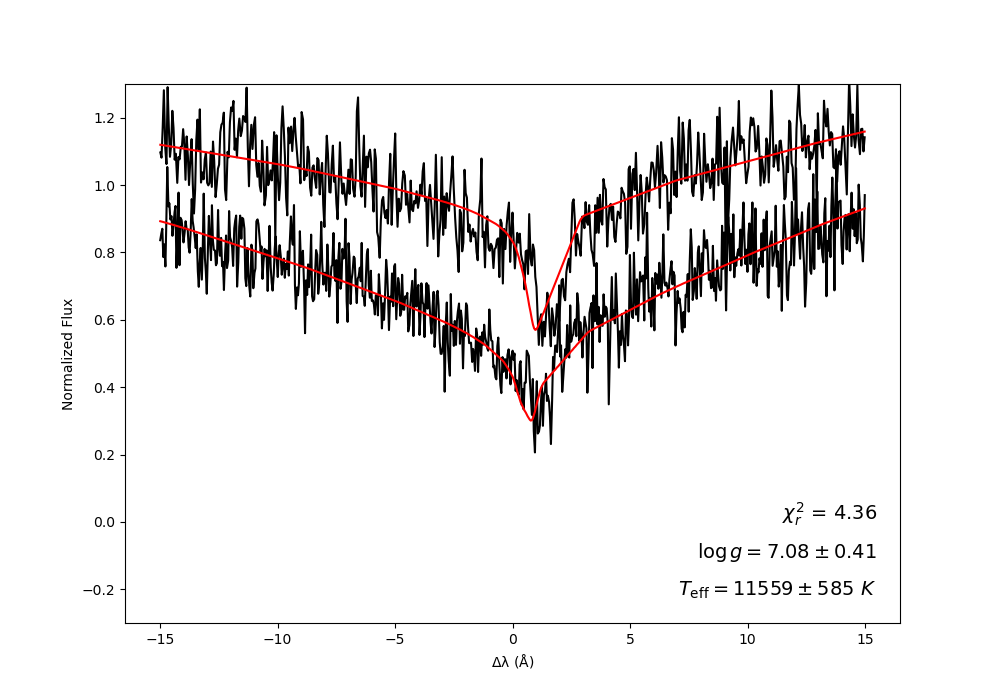 1.2
1.0
0.8
0.6
0.4
0.2
0.0
−0.2
Normalized Flux
χ²ᵣ = 4.36
log g = 7.08 ± 0.41
T_eff = 11559 ± 585 K
−15 −10 −5 0 5 10 15
Δλ (Å)